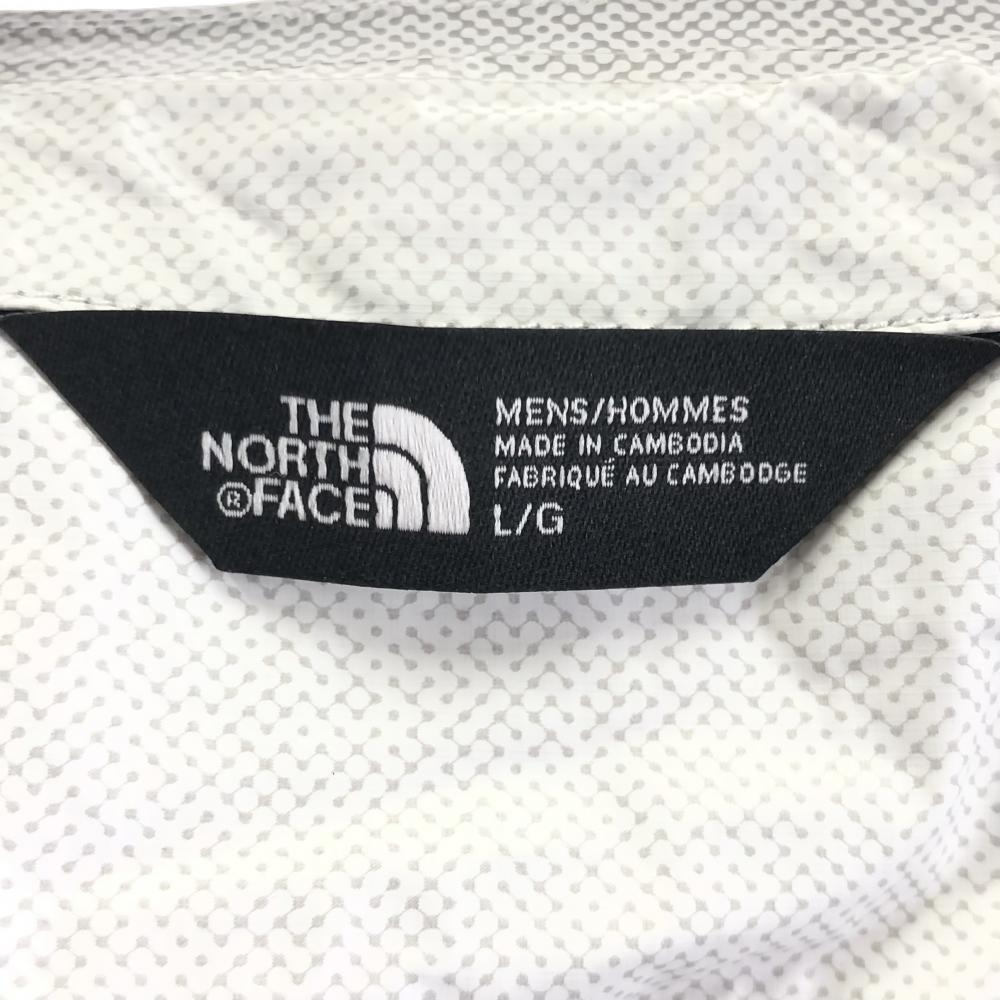 THE
NORTH
®FACE
MENS/HOMMES
MADE IN CAMBODIA
FABRIQUÉ AU CAMBODGE
L/G